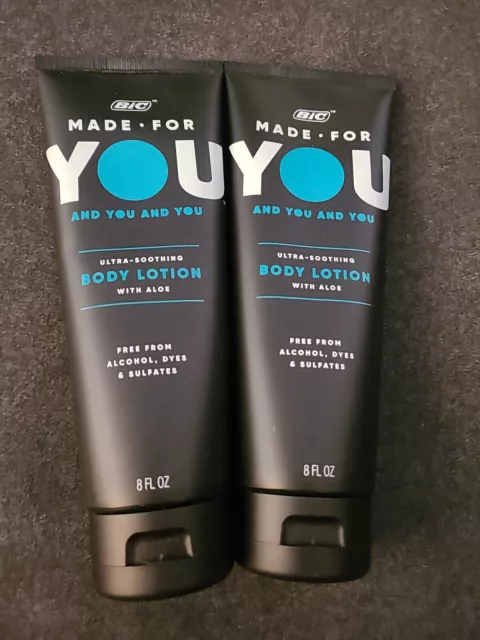 BIC™
MADE • FOR
YOU
AND YOU AND YOU
ULTRA-SOOTHING
BODY LOTION
WITH ALOE
FREE FROM
ALCOHOL, DYES
& SULFATES
8 FL OZ
BIC™
MADE • FOR
YOU
AND YOU AND YOU
ULTRA-SOOTHING
BODY LOTION
WITH ALOE
FREE FROM
ALCOHOL, DYES
& SULFATES
8 FL OZ